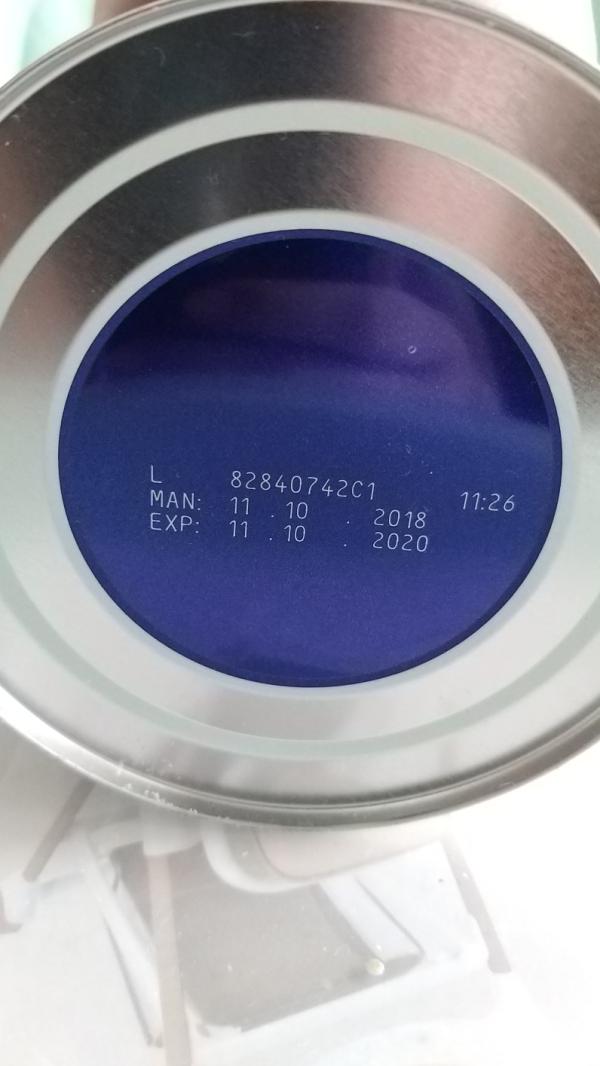 L 82840742C1 11:26
MAN: 11 . 10 . 2018
EXP: 11 . 10 . 2020